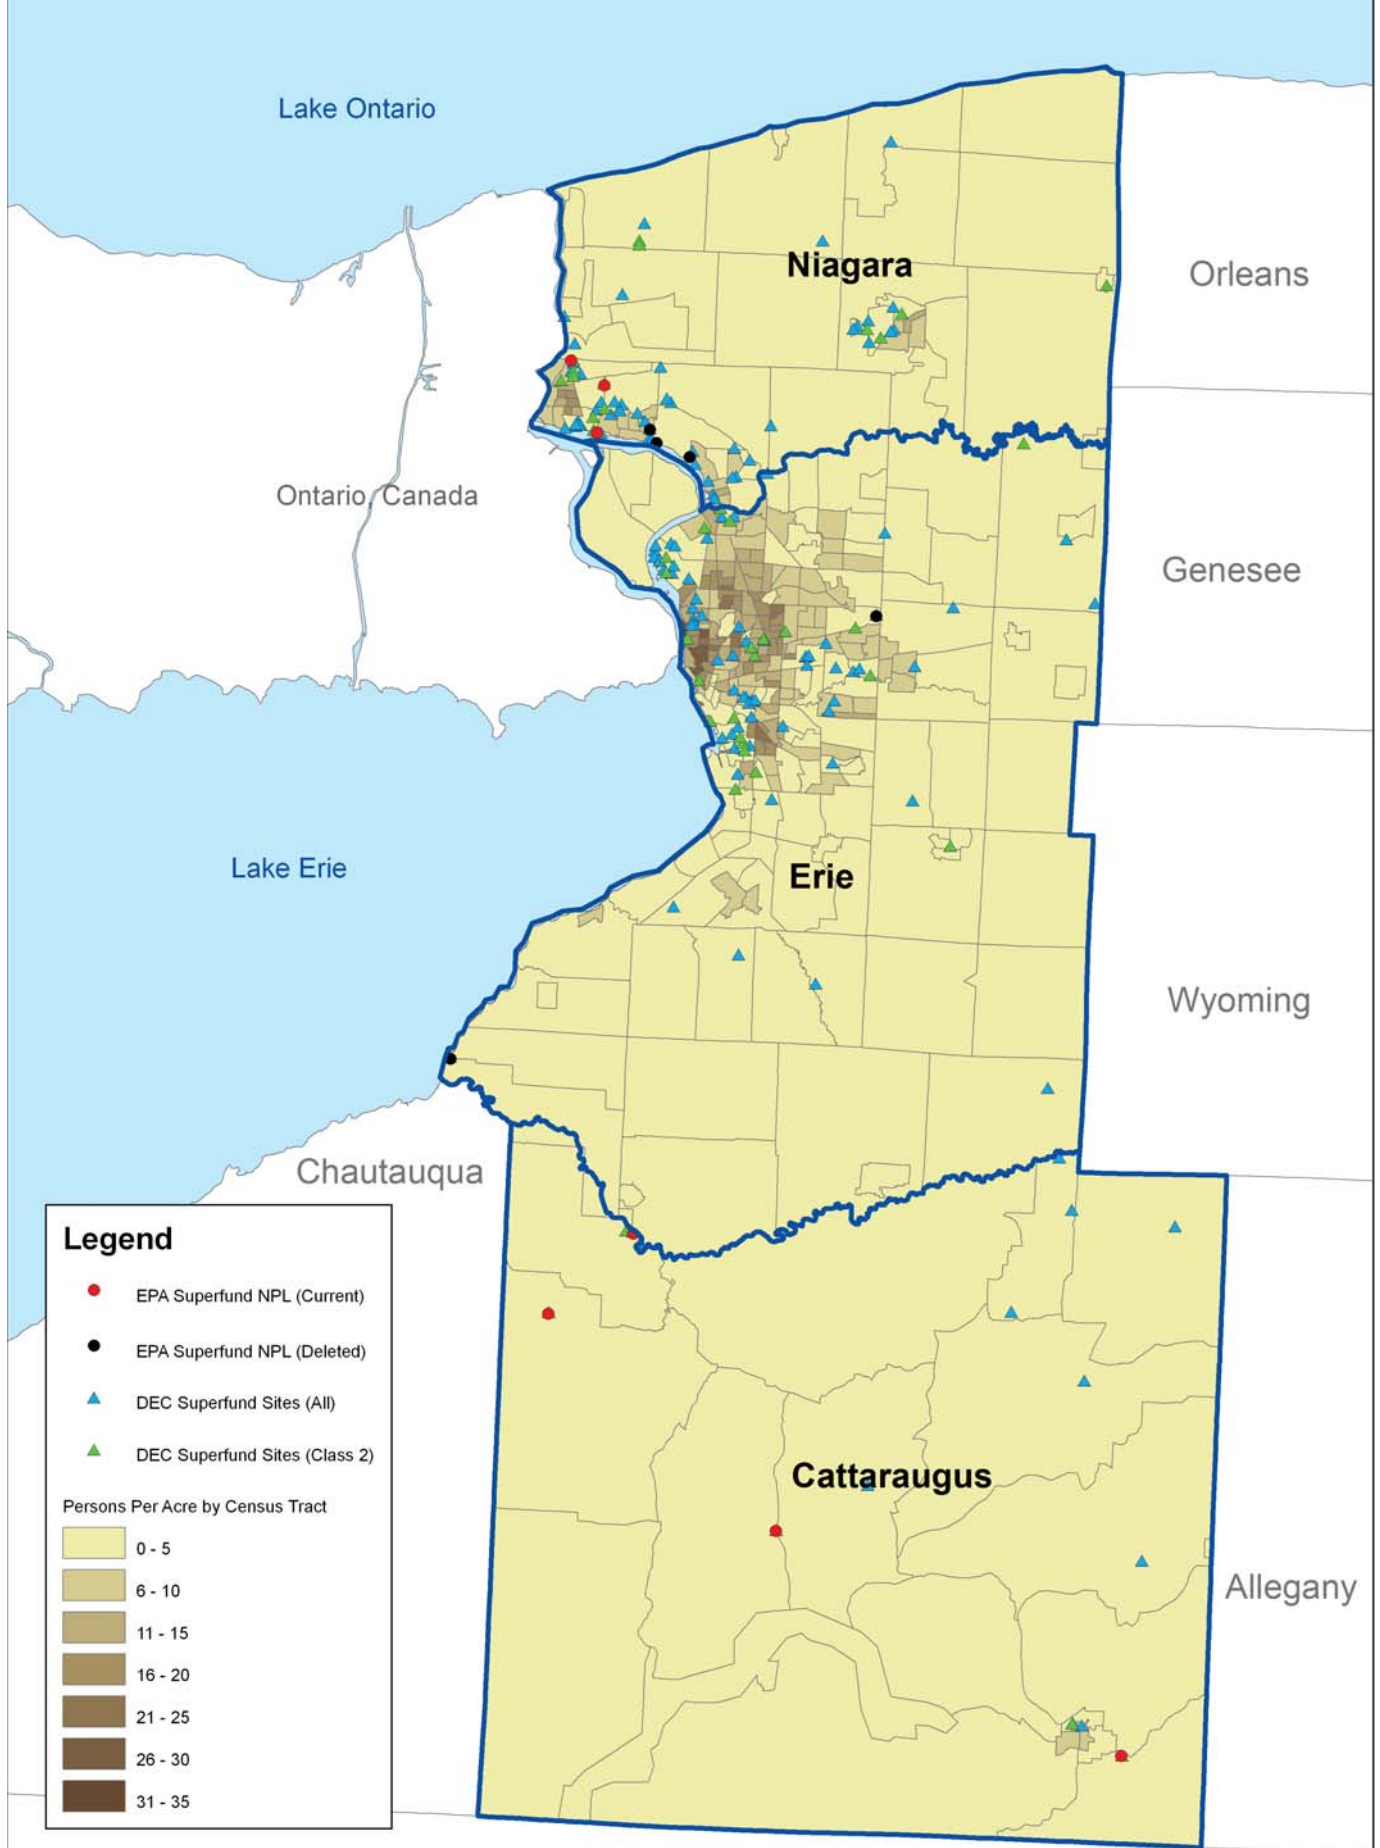 Lake Ontario
Niagara
Orleans
Ontario, Canada
Genesee
Lake Erie
Erie
Wyoming
Chautauqua
Cattaraugus
Allegany
Legend
EPA Superfund NPL (Current)
EPA Superfund NPL (Deleted)
DEC Superfund Sites (All)
DEC Superfund Sites (Class 2)
Persons Per Acre by Census Tract
0 - 5
6 - 10
11 - 15
16 - 20
21 - 25
26 - 30
31 - 35